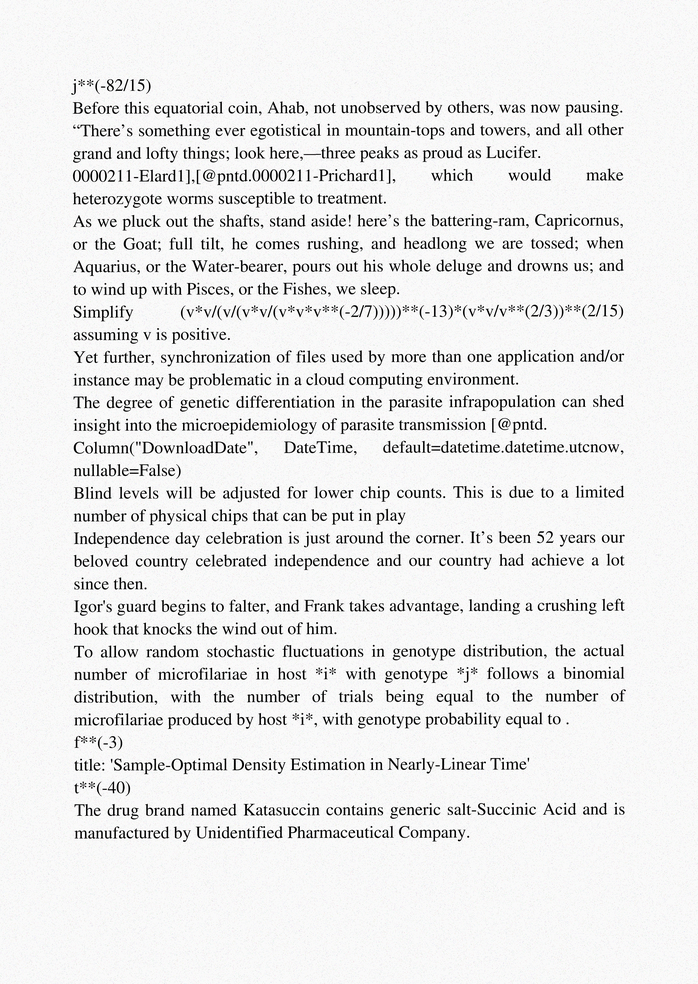 j**(-82/15)
Before this equatorial coin, Ahab, not unobserved by others, was now pausing.
“There’s something ever egotistical in mountain-tops and towers, and all other
grand and lofty things; look here,—three peaks as proud as Lucifer.
0000211-Elard1],[@pntd.0000211-Prichard1], which would make
heterozygote worms susceptible to treatment.
As we pluck out the shafts, stand aside! here’s the battering-ram, Capricornus,
or the Goat; full tilt, he comes rushing, and headlong we are tossed; when
Aquarius, or the Water-bearer, pours out his whole deluge and drowns us; and
to wind up with Pisces, or the Fishes, we sleep.
Simplify (v*v/(v/(v*v/(v*v*v**(-2/7)))))**(-13)*(v*v/v**(2/3))**(2/15)
assuming v is positive.
Yet further, synchronization of files used by more than one application and/or
instance may be problematic in a cloud computing environment.
The degree of genetic differentiation in the parasite infrapopulation can shed
insight into the microepidemiology of parasite transmission [@pntd.
Column("DownloadDate", DateTime, default=datetime.datetime.utcnow,
nullable=False)
Blind levels will be adjusted for lower chip counts. This is due to a limited
number of physical chips that can be put in play
Independence day celebration is just around the corner. It’s been 52 years our
beloved country celebrated independence and our country had achieve a lot
since then.
Igor's guard begins to falter, and Frank takes advantage, landing a crushing left
hook that knocks the wind out of him.
To allow random stochastic fluctuations in genotype distribution, the actual
number of microfilariae in host *i* with genotype *j* follows a binomial
distribution, with the number of trials being equal to the number of
microfilariae produced by host *i*, with genotype probability equal to .
f**(-3)
title: 'Sample-Optimal Density Estimation in Nearly-Linear Time'
t**(-40)
The drug brand named Katasuccin contains generic salt-Succinic Acid and is
manufactured by Unidentified Pharmaceutical Company.